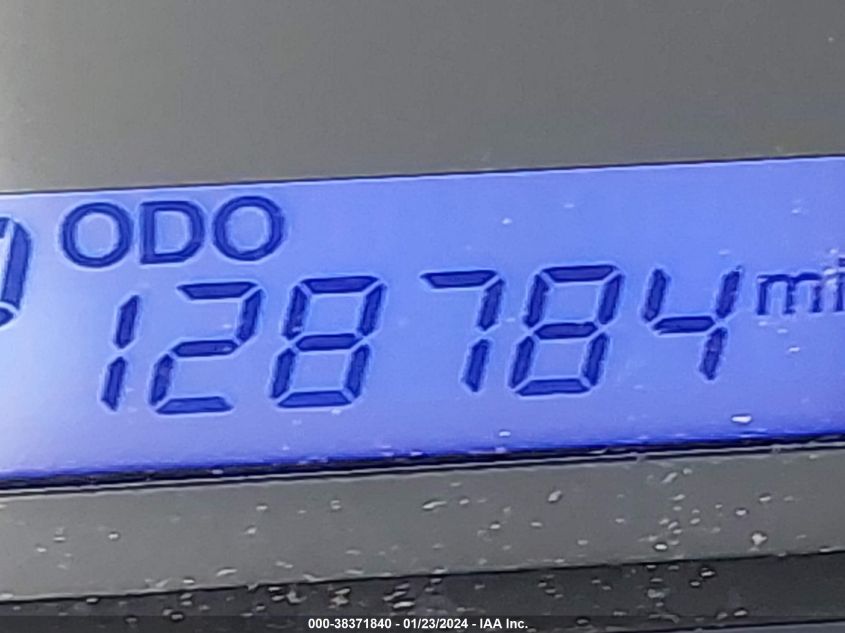 ODO
128784 mi
000-38371840 - 01/23/2024 - IAA Inc.